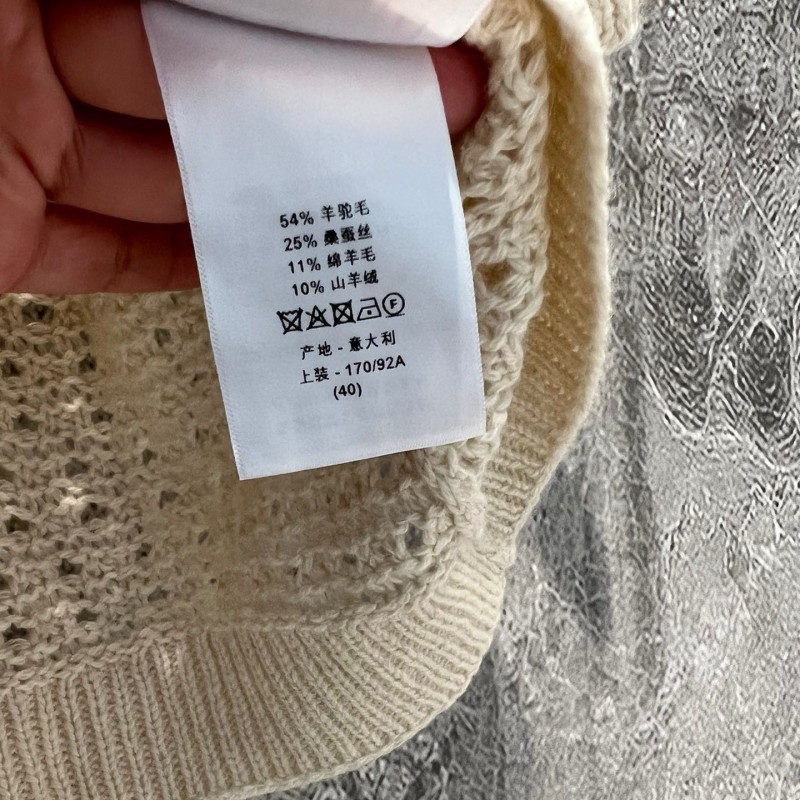 54% 羊驼毛
25% 桑蚕丝
11% 绵羊毛
10% 山羊绒
F
产地 - 意大利
上装 - 170/92A
(40)